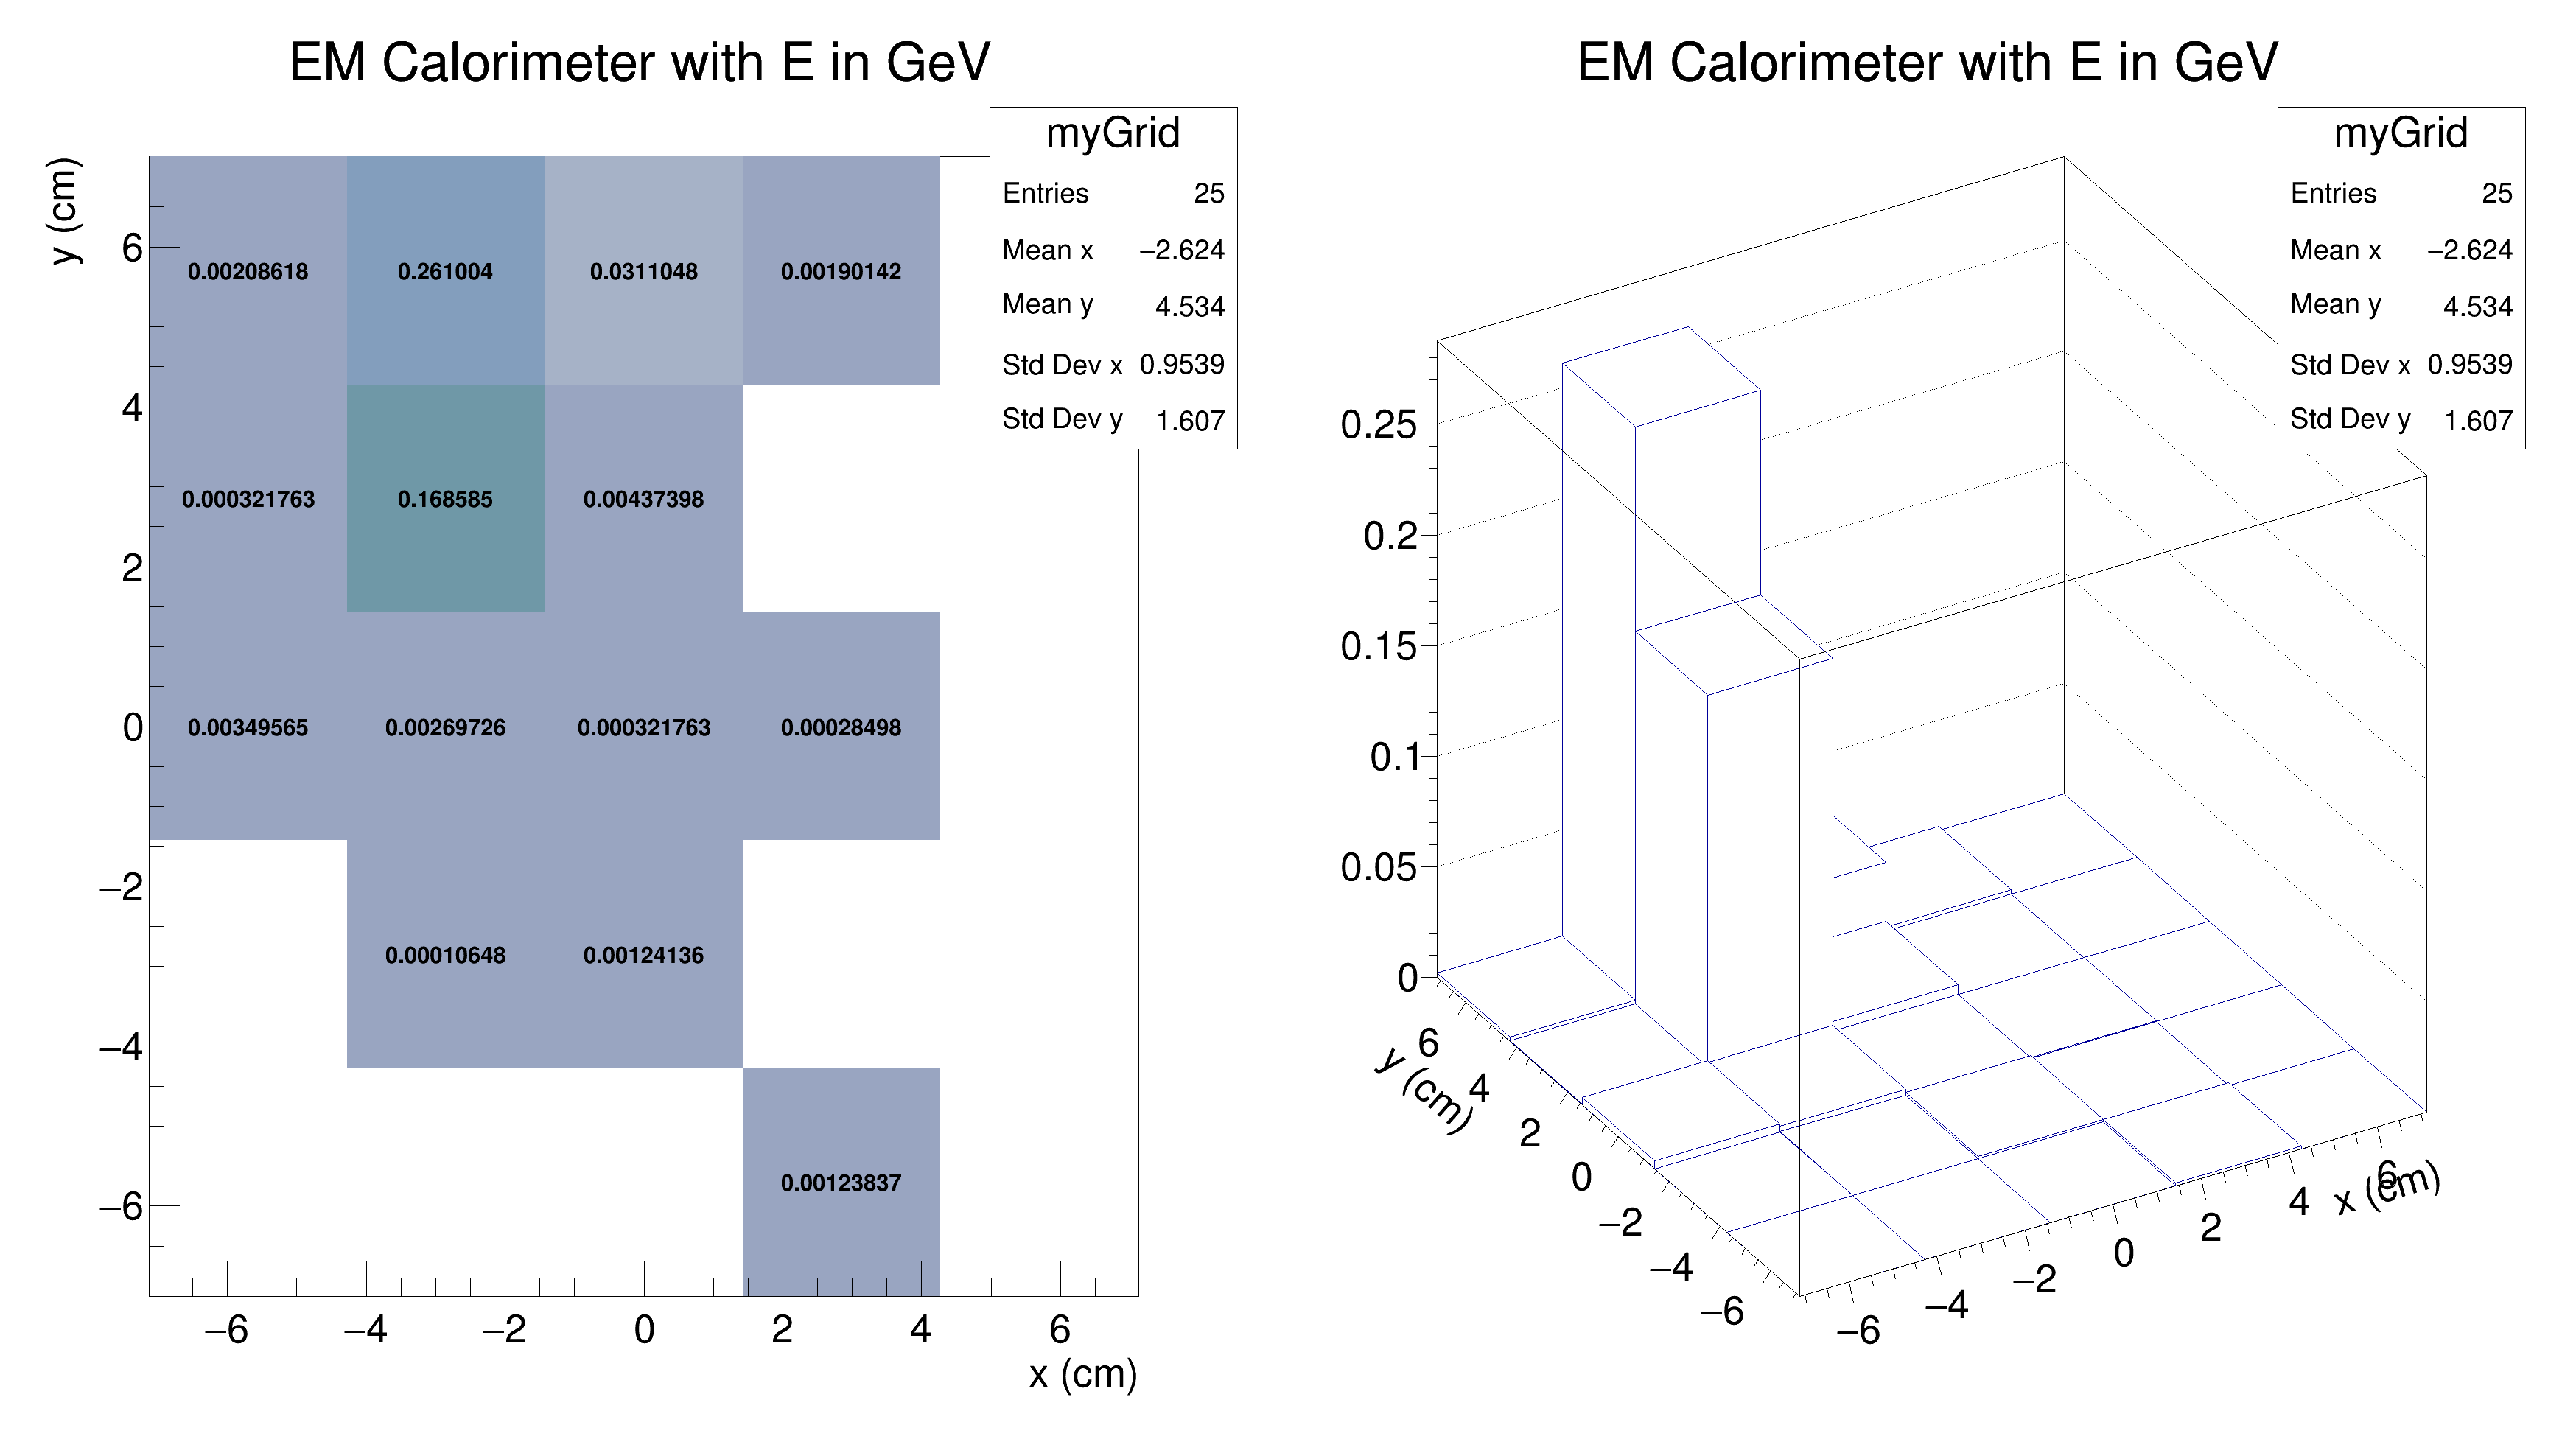 EM Calorimeter with E in GeV
myGrid
Entries 25
Mean x −2.624
Mean y 4.534
Std Dev x 0.9539
Std Dev y 1.607
y (cm)
6
4
2
0
−2
−4
−6
0.00208618 0.261004 0.0311048 0.00190142
0.000321763 0.168585 0.00437398
0.00349565 0.00269726 0.000321763 0.00028498
0.00010648 0.00124136
0.00123837
−6 −4 −2 0 2 4 6
x (cm)
EM Calorimeter with E in GeV
myGrid
Entries 25
Mean x −2.624
Mean y 4.534
Std Dev x 0.9539
Std Dev y 1.607
0.25
0.2
0.15
0.1
0.05
0
6
4
2
0
−2
−4
−6
y (cm)
−6 −4 −2 0 2 4 6
x (cm)